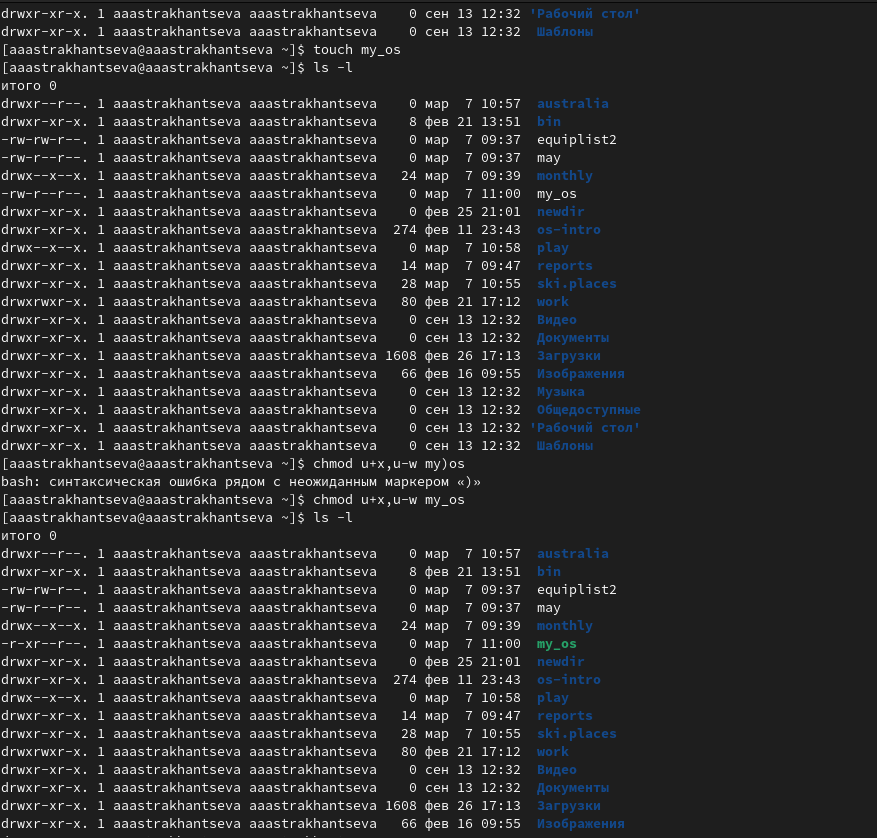 drwxr-xr-x. 1 aaastrakhantseva aaastrakhantseva    0 сен 13 12:32 'Рабочий стол'
drwxr-xr-x. 1 aaastrakhantseva aaastrakhantseva    0 сен 13 12:32  Шаблоны
[aaastrakhantseva@aaastrakhantseva ~]$ touch my_os
[aaastrakhantseva@aaastrakhantseva ~]$ ls -l
итого 0
drwxr--r--. 1 aaastrakhantseva aaastrakhantseva    0 мар  7 10:57  australia
drwxr-xr-x. 1 aaastrakhantseva aaastrakhantseva    8 фев 21 13:51  bin
-rw-rw-r--. 1 aaastrakhantseva aaastrakhantseva    0 мар  7 09:37  equiplist2
-rw-r--r--. 1 aaastrakhantseva aaastrakhantseva    0 мар  7 09:37  may
drwx--x--x. 1 aaastrakhantseva aaastrakhantseva   24 мар  7 09:39  monthly
-rw-r--r--. 1 aaastrakhantseva aaastrakhantseva    0 мар  7 11:00  my_os
drwxr-xr-x. 1 aaastrakhantseva aaastrakhantseva    0 фев 25 21:01  newdir
drwxr-xr-x. 1 aaastrakhantseva aaastrakhantseva  274 фев 11 23:43  os-intro
drwx--x--x. 1 aaastrakhantseva aaastrakhantseva    0 мар  7 10:58  play
drwxr-xr-x. 1 aaastrakhantseva aaastrakhantseva   14 мар  7 09:47  reports
drwxr-xr-x. 1 aaastrakhantseva aaastrakhantseva   28 мар  7 10:55  ski.places
drwxrwxr-x. 1 aaastrakhantseva aaastrakhantseva   80 фев 21 17:12  work
drwxr-xr-x. 1 aaastrakhantseva aaastrakhantseva    0 сен 13 12:32  Видео
drwxr-xr-x. 1 aaastrakhantseva aaastrakhantseva    0 сен 13 12:32  Документы
drwxr-xr-x. 1 aaastrakhantseva aaastrakhantseva 1608 фев 26 17:13  Загрузки
drwxr-xr-x. 1 aaastrakhantseva aaastrakhantseva   66 фев 16 09:55  Изображения
drwxr-xr-x. 1 aaastrakhantseva aaastrakhantseva    0 сен 13 12:32  Музыка
drwxr-xr-x. 1 aaastrakhantseva aaastrakhantseva    0 сен 13 12:32  Общедоступные
drwxr-xr-x. 1 aaastrakhantseva aaastrakhantseva    0 сен 13 12:32 'Рабочий стол'
drwxr-xr-x. 1 aaastrakhantseva aaastrakhantseva    0 сен 13 12:32  Шаблоны
[aaastrakhantseva@aaastrakhantseva ~]$ chmod u+x,u-w my)os
bash: синтаксическая ошибка рядом с неожиданным маркером «)»
[aaastrakhantseva@aaastrakhantseva ~]$ chmod u+x,u-w my_os
[aaastrakhantseva@aaastrakhantseva ~]$ ls -l
итого 0
drwxr--r--. 1 aaastrakhantseva aaastrakhantseva    0 мар  7 10:57  australia
drwxr-xr-x. 1 aaastrakhantseva aaastrakhantseva    8 фев 21 13:51  bin
-rw-rw-r--. 1 aaastrakhantseva aaastrakhantseva    0 мар  7 09:37  equiplist2
-rw-r--r--. 1 aaastrakhantseva aaastrakhantseva    0 мар  7 09:37  may
drwx--x--x. 1 aaastrakhantseva aaastrakhantseva   24 мар  7 09:39  monthly
-r-xr--r--. 1 aaastrakhantseva aaastrakhantseva    0 мар  7 11:00  my_os
drwxr-xr-x. 1 aaastrakhantseva aaastrakhantseva    0 фев 25 21:01  newdir
drwxr-xr-x. 1 aaastrakhantseva aaastrakhantseva  274 фев 11 23:43  os-intro
drwx--x--x. 1 aaastrakhantseva aaastrakhantseva    0 мар  7 10:58  play
drwxr-xr-x. 1 aaastrakhantseva aaastrakhantseva   14 мар  7 09:47  reports
drwxr-xr-x. 1 aaastrakhantseva aaastrakhantseva   28 мар  7 10:55  ski.places
drwxrwxr-x. 1 aaastrakhantseva aaastrakhantseva   80 фев 21 17:12  work
drwxr-xr-x. 1 aaastrakhantseva aaastrakhantseva    0 сен 13 12:32  Видео
drwxr-xr-x. 1 aaastrakhantseva aaastrakhantseva    0 сен 13 12:32  Документы
drwxr-xr-x. 1 aaastrakhantseva aaastrakhantseva 1608 фев 26 17:13  Загрузки
drwxr-xr-x. 1 aaastrakhantseva aaastrakhantseva   66 фев 16 09:55  Изображения